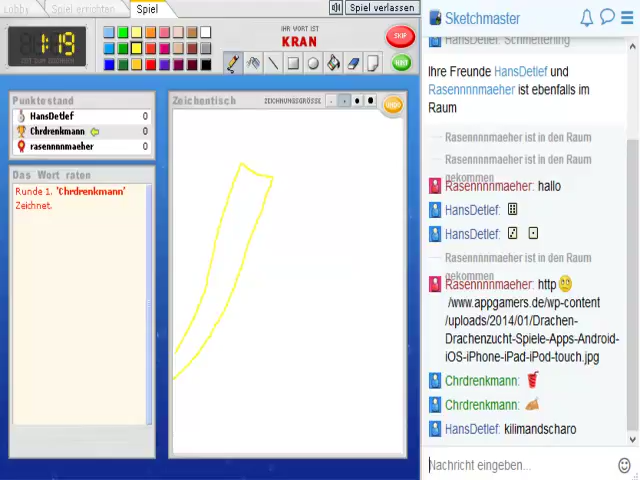 Lobby
Spiel errichten
Spiel
Spiel verlassen
1:19
IHR WORT IST
KRAN
SKIP
Punktestand
HansDetlef 0
Chrdrenkmann 0
rasennnnmaeher 0
Das Wort raten
Runde 1. 'Chrdrenkmann'
Zeichnet.
Zeichentisch
ZEICHNUNGSGRÖSSE
Sketchmaster
HansDetlef: Schmetterling
Ihre Freunde HansDetlef und
Rasennnnmaeher ist ebenfalls im
Raum
Rasennnnmaeher ist in den Raum
Rasennnnmaeher ist in den Raum
gekommen
Rasennnnmaeher: hallo
HansDetlef:
HansDetlef:
Rasennnnmaeher ist in den Raum
gekommen
Rasennnnmaeher: http
/www.appgamers.de/wp-content
/uploads/2014/01/Drachen-
Drachenzucht-Spiele-Apps-Android-
iOS-iPhone-iPad-iPod-touch.jpg
Chrdrenkmann:
Chrdrenkmann:
HansDetlef: kilimandscharo
Nachricht eingeben...